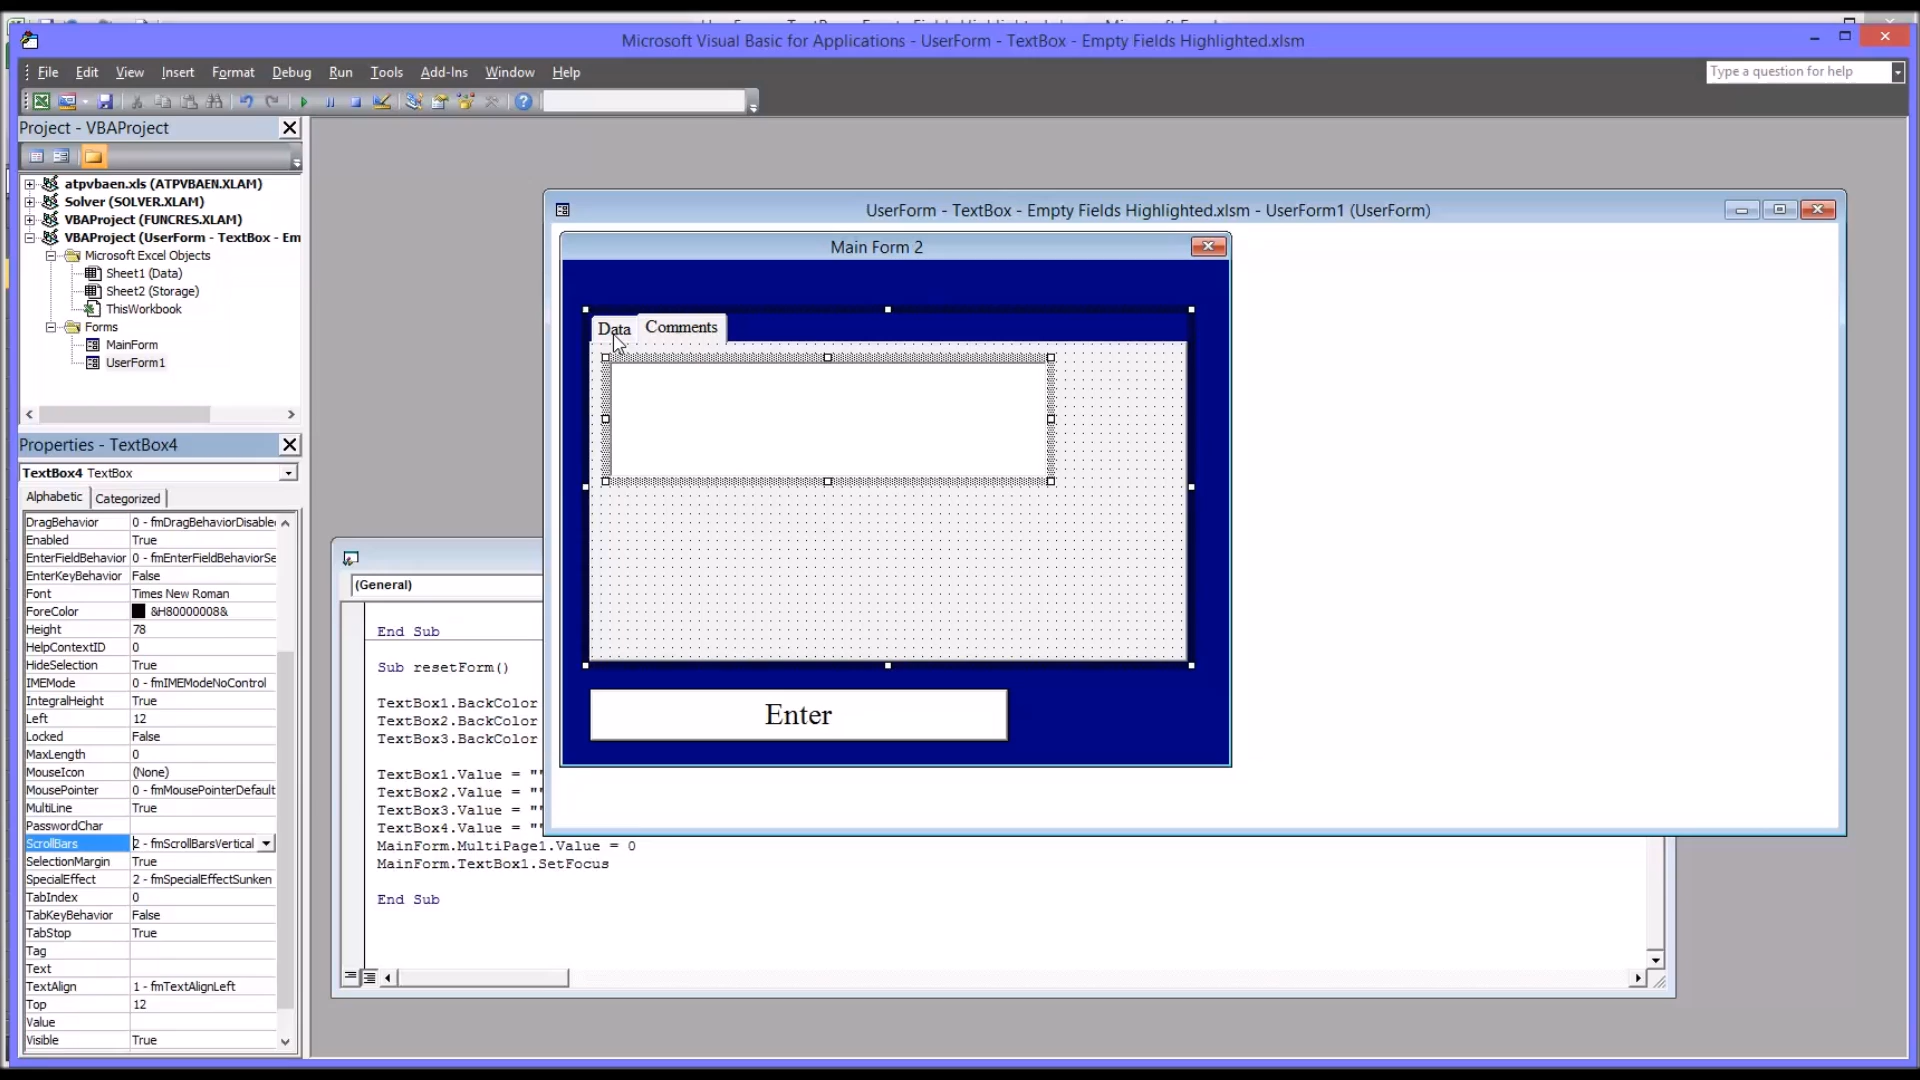 Microsoft Visual Basic for Applications - UserForm - TextBox - Empty Fields Highlighted.xlsm
File Edit View Insert Format Debug Run Tools Add-Ins Window Help
Type a question for help
Project - VBAProject
atpvbaen.xls (ATPVBAEN.XLAM)
Solver (SOLVER.XLAM)
VBAProject (FUNCRES.XLAM)
VBAProject (UserForm - TextBox - Em
Microsoft Excel Objects
Sheet1 (Data)
Sheet2 (Storage)
ThisWorkbook
Forms
MainForm
UserForm1
Properties - TextBox4
TextBox4 TextBox
Alphabetic Categorized
DragBehavior 0 - fmDragBehaviorDisable
Enabled True
EnterFieldBehavior 0 - fmEnterFieldBehaviorSe
EnterKeyBehavior False
Font Times New Roman
ForeColor &H80000008&
Height 78
HelpContextID 0
HideSelection True
IMEMode 0 - fmIMEModeNoControl
IntegralHeight True
Left 12
Locked False
MaxLength 0
MouseIcon (None)
MousePointer 0 - fmMousePointerDefault
MultiLine True
PasswordChar
ScrollBars 2 - fmScrollBarsVertical
SelectionMargin True
SpecialEffect 2 - fmSpecialEffectSunken
TabIndex 0
TabKeyBehavior False
TabStop True
Tag
Text
TextAlign 1 - fmTextAlignLeft
Top 12
Value
Visible True
UserForm - TextBox - Empty Fields Highlighted.xlsm - UserForm1 (UserForm)
Main Form 2
Data Comments
Enter
(General)
End Sub
Sub resetForm()
TextBox1.BackColor
TextBox2.BackColor
TextBox3.BackColor
TextBox1.Value = ""
TextBox2.Value = ""
TextBox3.Value = ""
TextBox4.Value = ""
MainForm.MultiPage1.Value = 0
MainForm.TextBox1.SetFocus
End Sub